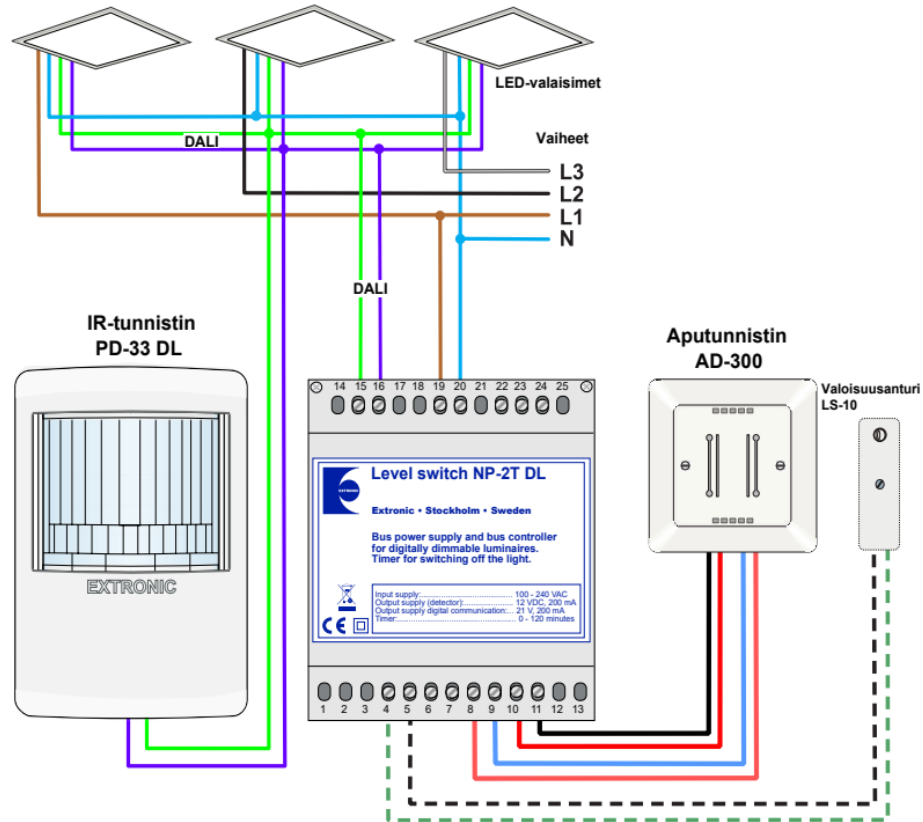 LED-valaisimet
DALI
Vaiheet
L3
L2
L1
N
DALI
IR-tunnistin
PD-33 DL
EXTRONIC
14 15 16 17 18 19 20 21 22 23 24 25
EXTRONIC
Level switch NP-2T DL
Extronic • Stockholm • Sweden
Bus power supply and bus controller
for digitally dimmable luminaires.
Timer for switching off the light.
Input supply:................................................ 100 - 240 VAC
Output supply (detector):.................. 12 VDC, 200 mA
Output supply digital communication:... 21 V, 200 mA
Timer:.................................................... 0 - 120 minutes
CE
1 2 3 4 5 6 7 8 9 10 11 12 13
Aputunnistin
AD-300
Valoisuusanturi
LS-10